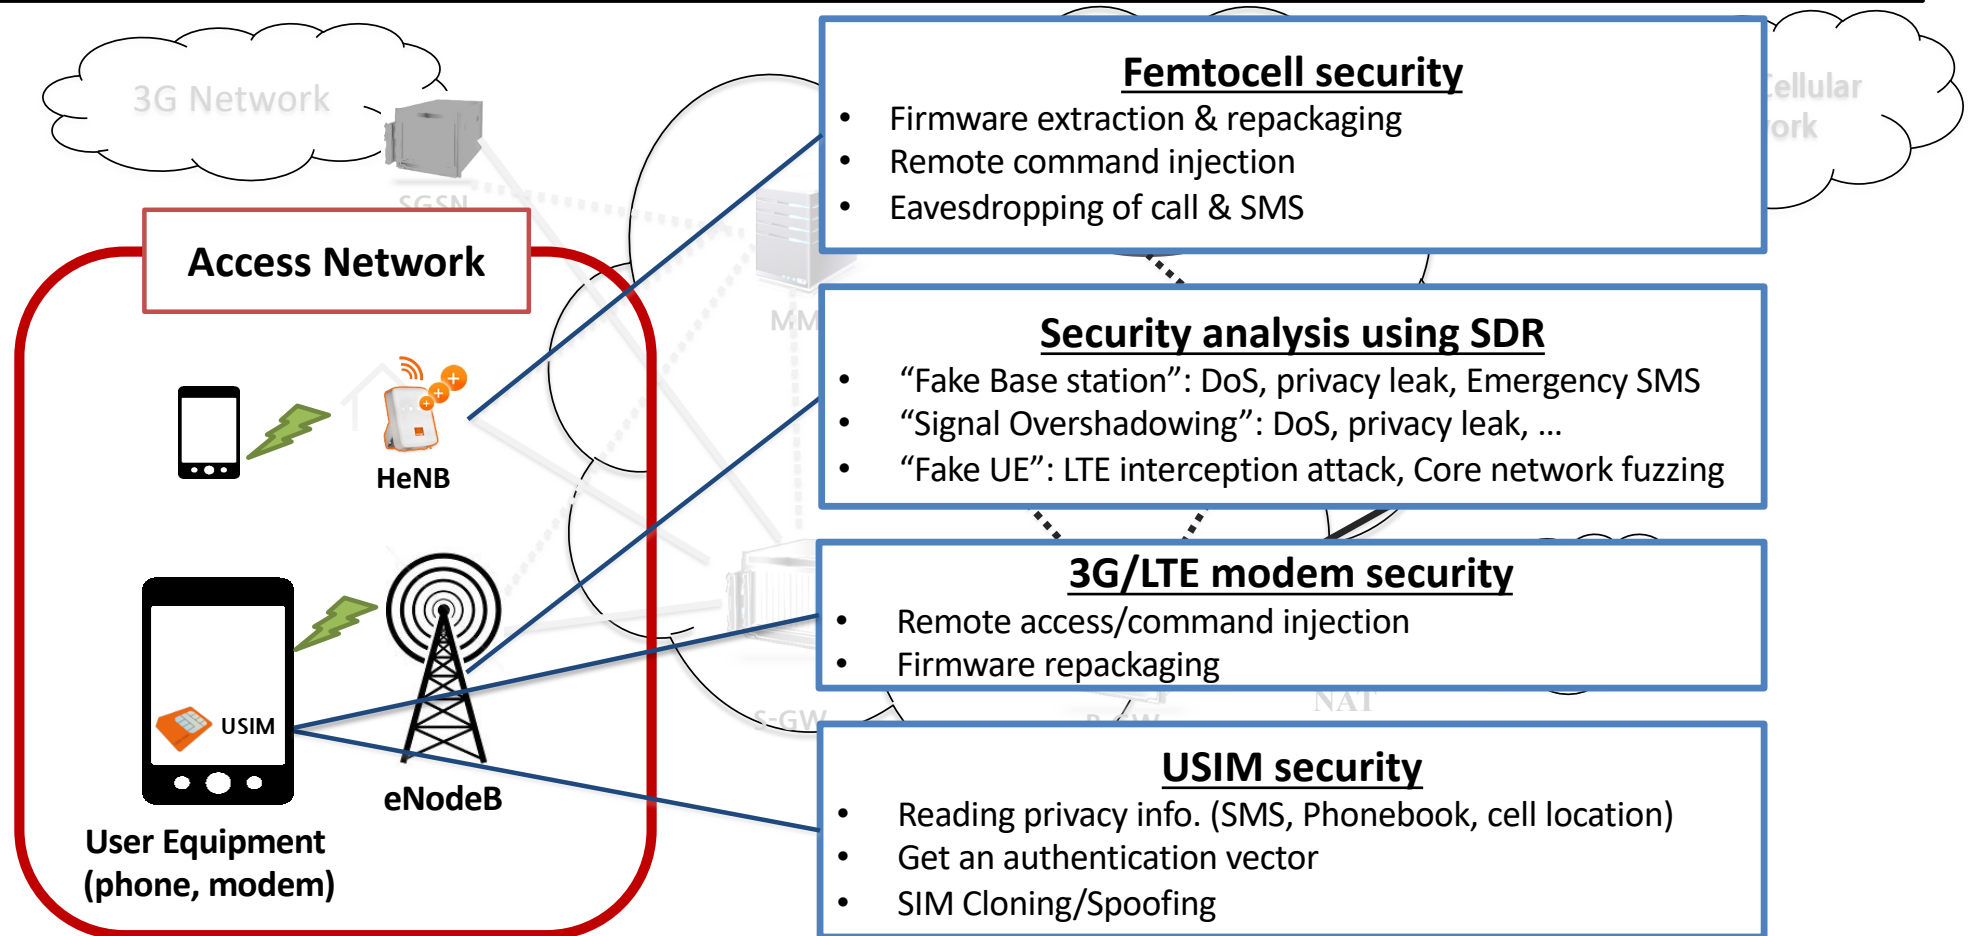 3G Network
SGSN
Access Network
HeNB
USIM
eNodeB
User Equipment
(phone, modem)
Femtocell security
• Firmware extraction & repackaging
• Remote command injection
• Eavesdropping of call & SMS
Cellular
Security analysis using SDR
• “Fake Base station”: DoS, privacy leak, Emergency SMS
• “Signal Overshadowing”: DoS, privacy leak, ...
• “Fake UE”: LTE interception attack, Core network fuzzing
3G/LTE modem security
• Remote access/command injection
• Firmware repackaging
NAT
S-GW
P-GW
USIM security
• Reading privacy info. (SMS, Phonebook, cell location)
• Get an authentication vector
• SIM Cloning/Spoofing